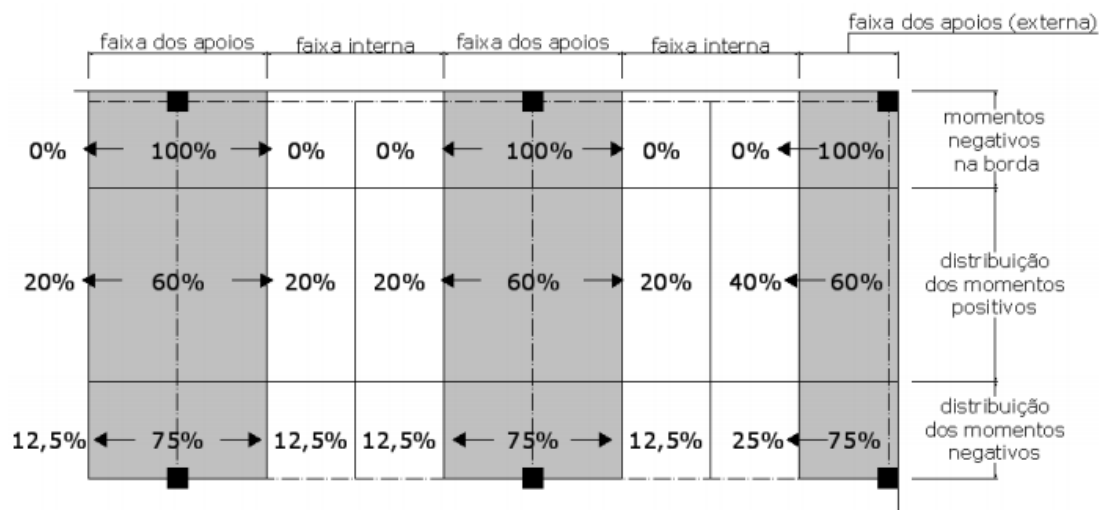 faixa dos apoios (externa)
faixa dos apoios faixa interna faixa dos apoios faixa interna
0% 100% 0% 0% 100% 0% 0% 100%
momentos
negativos
na borda
20% 60% 20% 20% 60% 20% 40% 60%
distribuição
dos momentos
positivos
12,5% 75% 12,5% 12,5% 75% 12,5% 25% 75%
distribuição
dos momentos
negativos